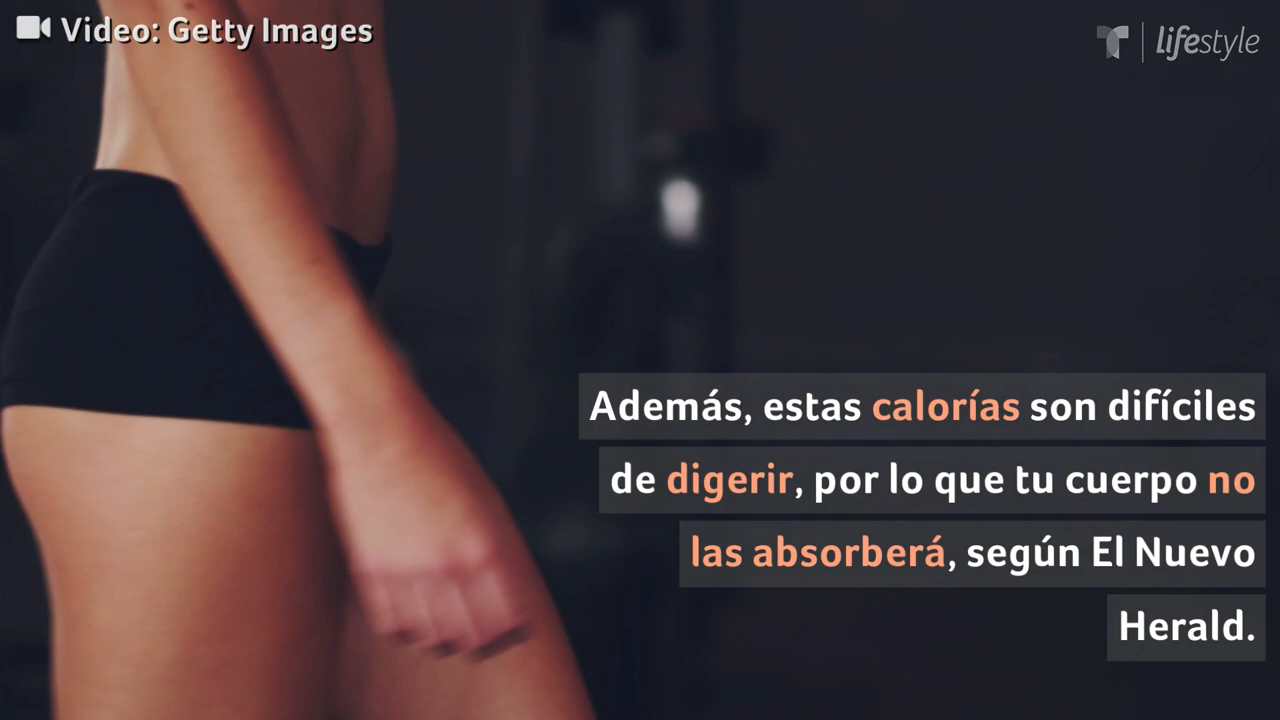 Video: Getty Images
lifestyle
Además, estas calorías son difíciles
de digerir, por lo que tu cuerpo no
las absorberá, según El Nuevo
Herald.